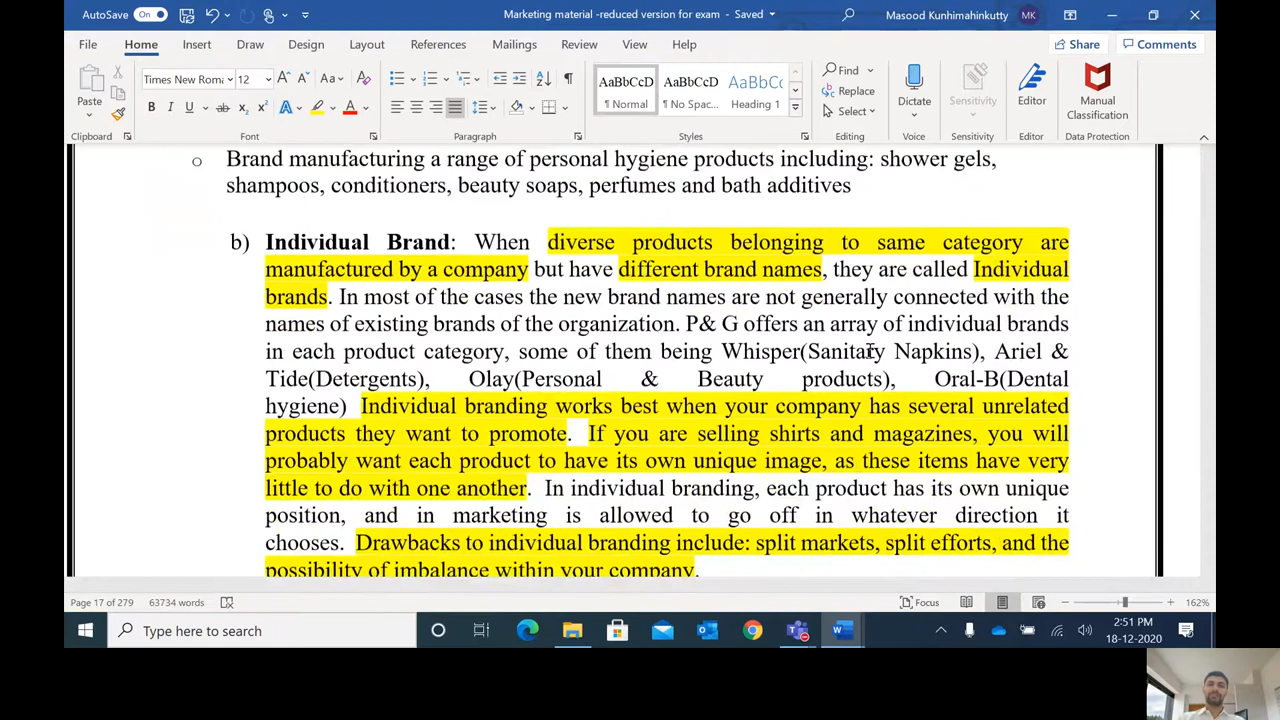 AutoSave On
Marketing material -reduced version for exam - Saved
Masood Kunhimahinkutty MK
File Home Insert Draw Design Layout References Mailings Review View Help Share Comments
Times New Roma 12 A A Aa AaBbCcD AaBbCcD AaBbCc Find
Paste B I U ab x₂ x² A A ¶ Normal ¶ No Spac... Heading 1 Replace Select Dictate Sensitivity Editor Manual Classification
Clipboard Font Paragraph Styles Editing Voice Sensitivity Editor Data Protection
o Brand manufacturing a range of personal hygiene products including: shower gels,
shampoos, conditioners, beauty soaps, perfumes and bath additives
b) Individual Brand: When diverse products belonging to same category are
manufactured by a company but have different brand names, they are called Individual
brands. In most of the cases the new brand names are not generally connected with the
names of existing brands of the organization. P& G offers an array of individual brands
in each product category, some of them being Whisper(Sanitary Napkins), Ariel &
Tide(Detergents), Olay(Personal & Beauty products), Oral-B(Dental
hygiene) Individual branding works best when your company has several unrelated
products they want to promote. If you are selling shirts and magazines, you will
probably want each product to have its own unique image, as these items have very
little to do with one another. In individual branding, each product has its own unique
position, and in marketing is allowed to go off in whatever direction it
chooses. Drawbacks to individual branding include: split markets, split efforts, and the
possibility of imbalance within your company.
Page 17 of 279 63734 words Focus 162%
Type here to search 2:51 PM
18-12-2020